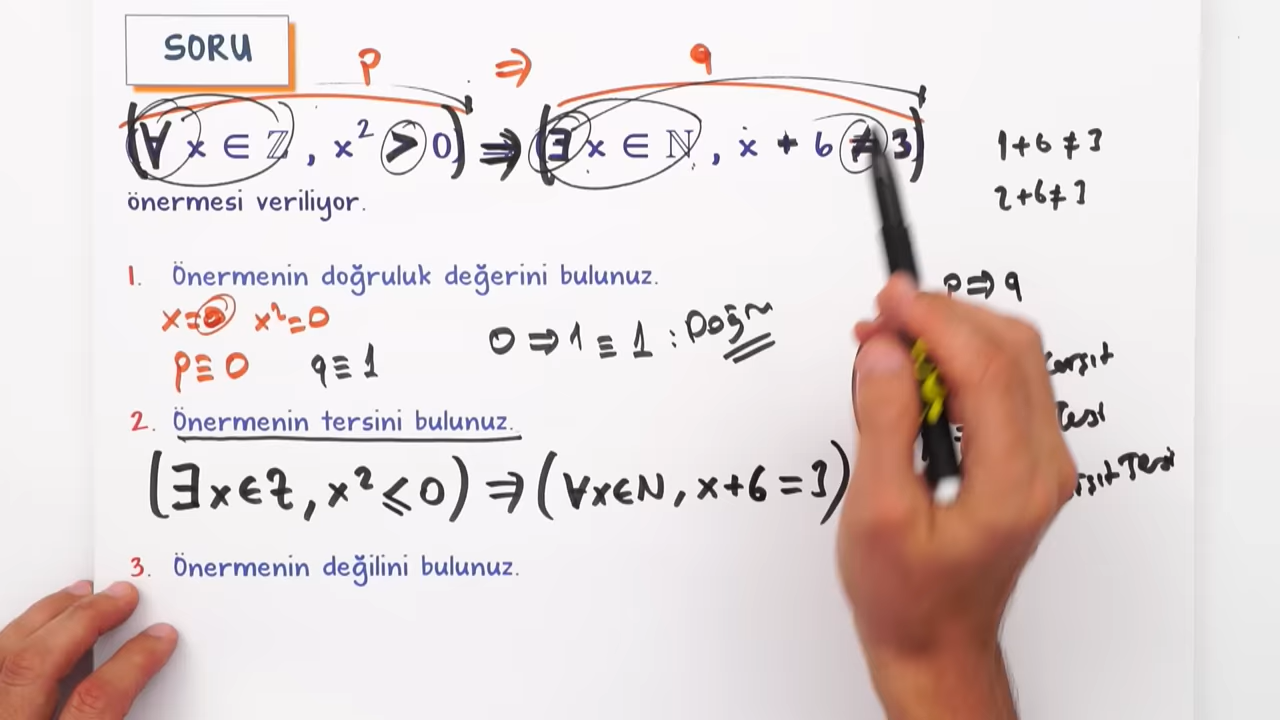 SORU
p ⇒ q
(∀x ∈ ℤ, x² > 0) ⇒ (∃x ∈ ℕ, x + 6 ≠ 3)
1+6≠3
2+6≠3
önermesi veriliyor.
1. Önermenin doğruluk değerini bulunuz.
p⇒q
x=0 x²=0
0⇒1≡1 : Doğru
p≡0 q≡1
2. Önermenin tersini bulunuz.
(∃x∈Z, x²≤0)⇒(∀x∈N, x+6=3)
3. Önermenin değilini bulunuz.